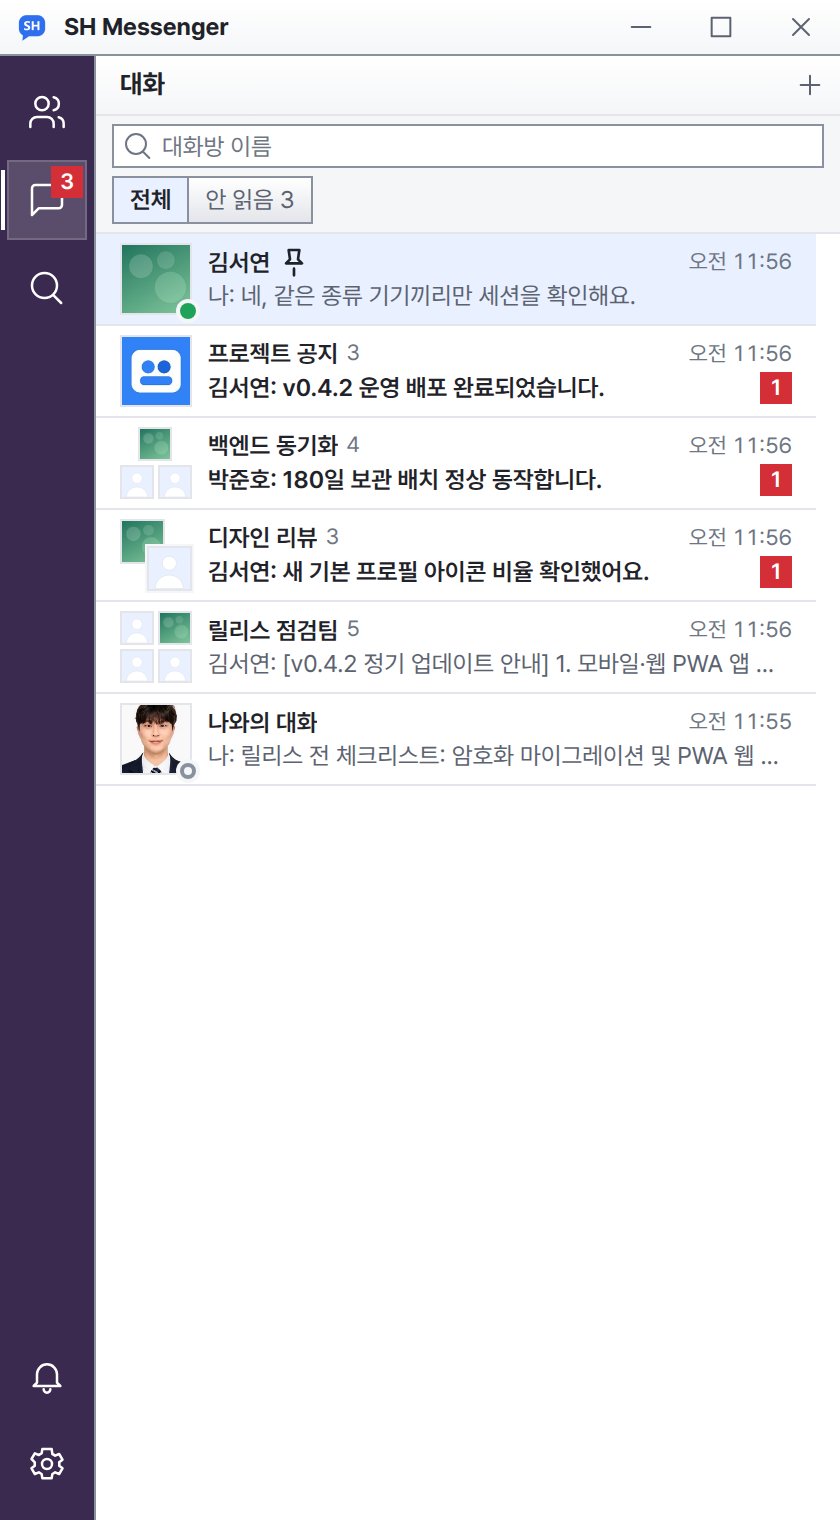 SH
SH Messenger
대화
3
대화방 이름
전체
안 읽음 3
김서연
오전 11:56
나: 네, 같은 종류 기기끼리만 세션을 확인해요.
프로젝트 공지 3
오전 11:56
김서연: v0.4.2 운영 배포 완료되었습니다.
1
백엔드 동기화 4
오전 11:56
박준호: 180일 보관 배치 정상 동작합니다.
1
디자인 리뷰 3
오전 11:56
김서연: 새 기본 프로필 아이콘 비율 확인했어요.
1
릴리스 점검팀 5
오전 11:56
김서연: [v0.4.2 정기 업데이트 안내] 1. 모바일·웹 PWA 앱 ...
나와의 대화
오전 11:55
나: 릴리스 전 체크리스트: 암호화 마이그레이션 및 PWA 웹 ...